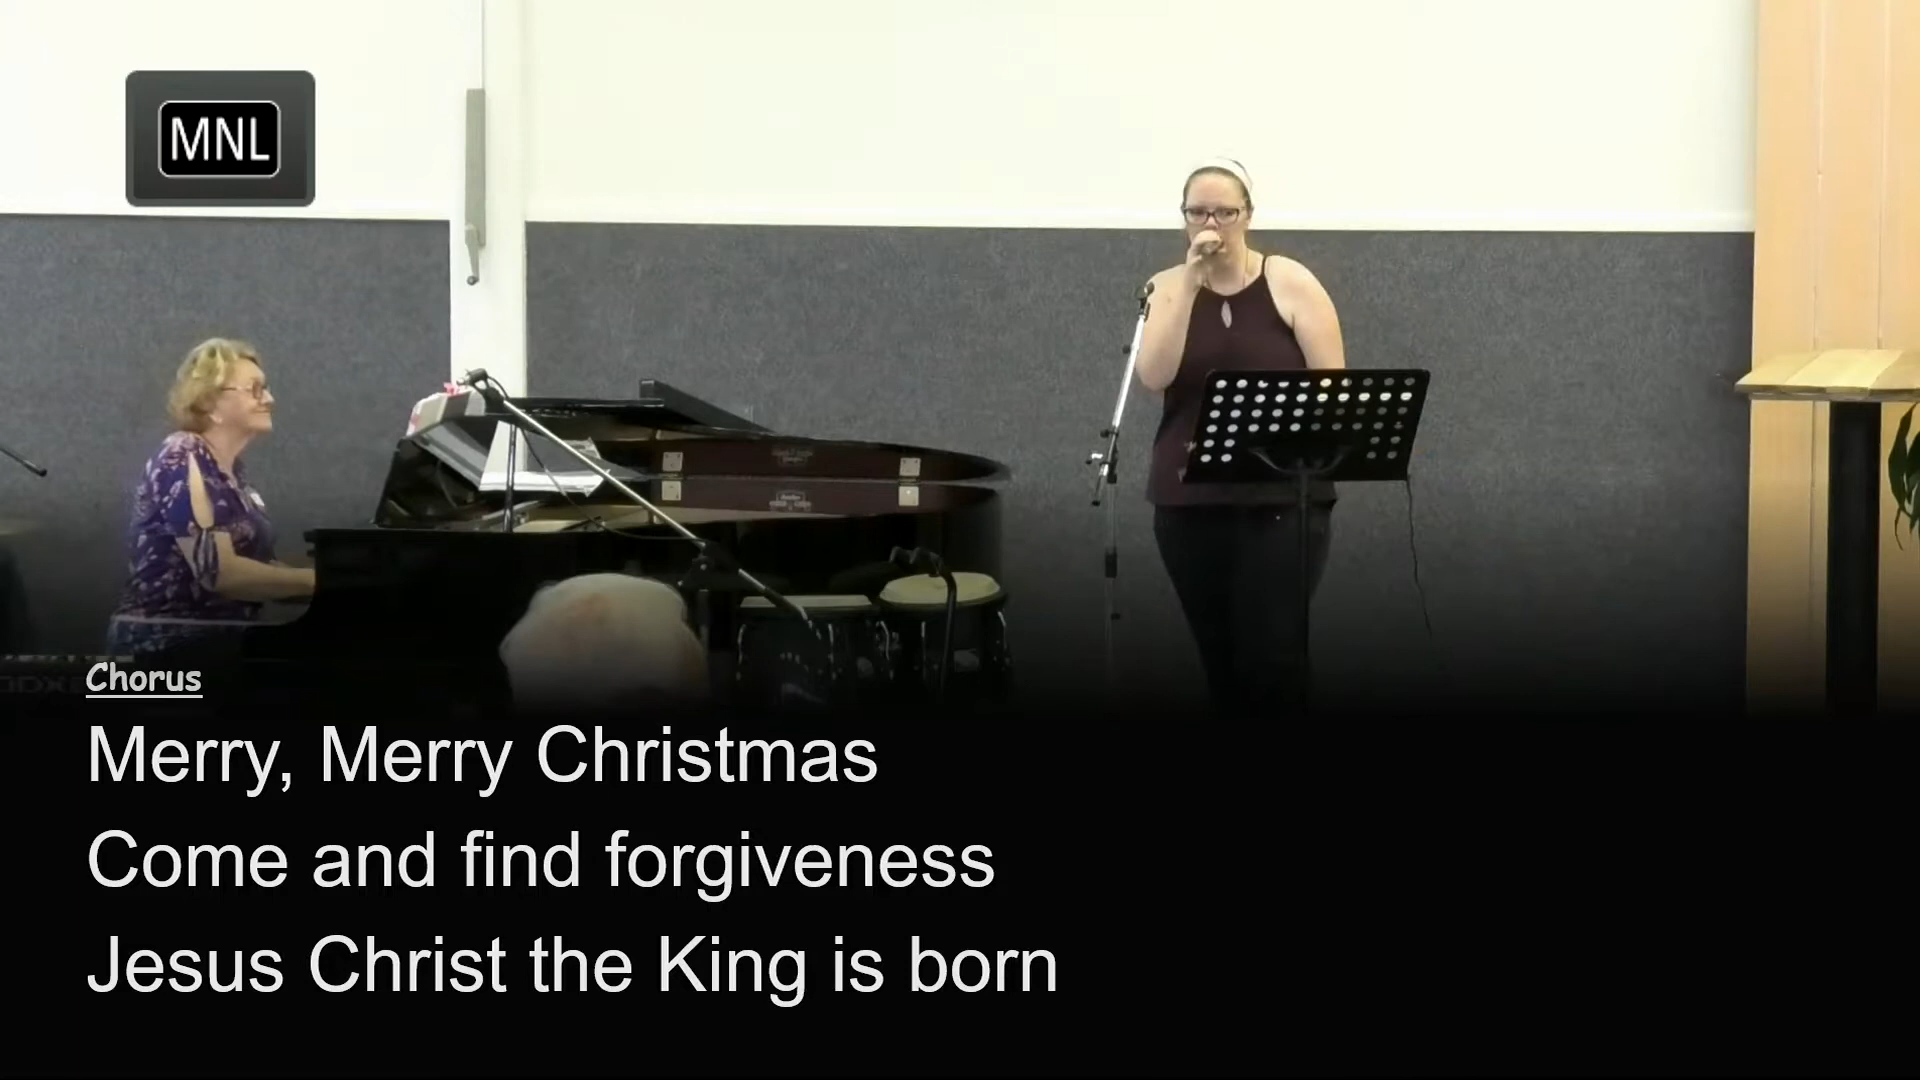 MNL
Chorus
Merry, Merry Christmas
Come and find forgiveness
Jesus Christ the King is born